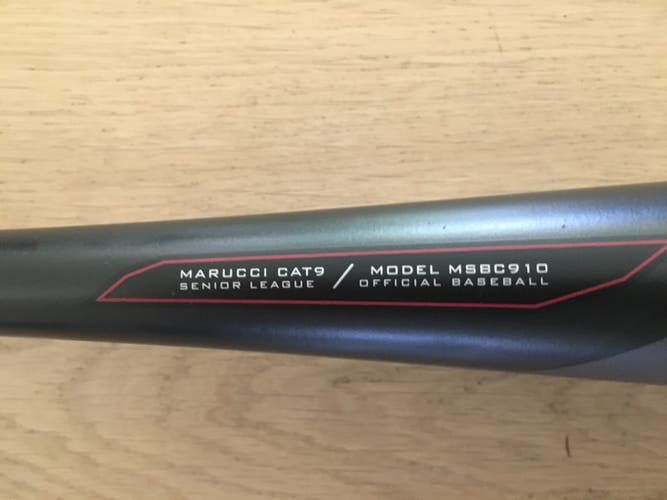 MARUCCI CAT9 / MODEL MSBC910
SENIOR LEAGUE / OFFICIAL BASEBALL